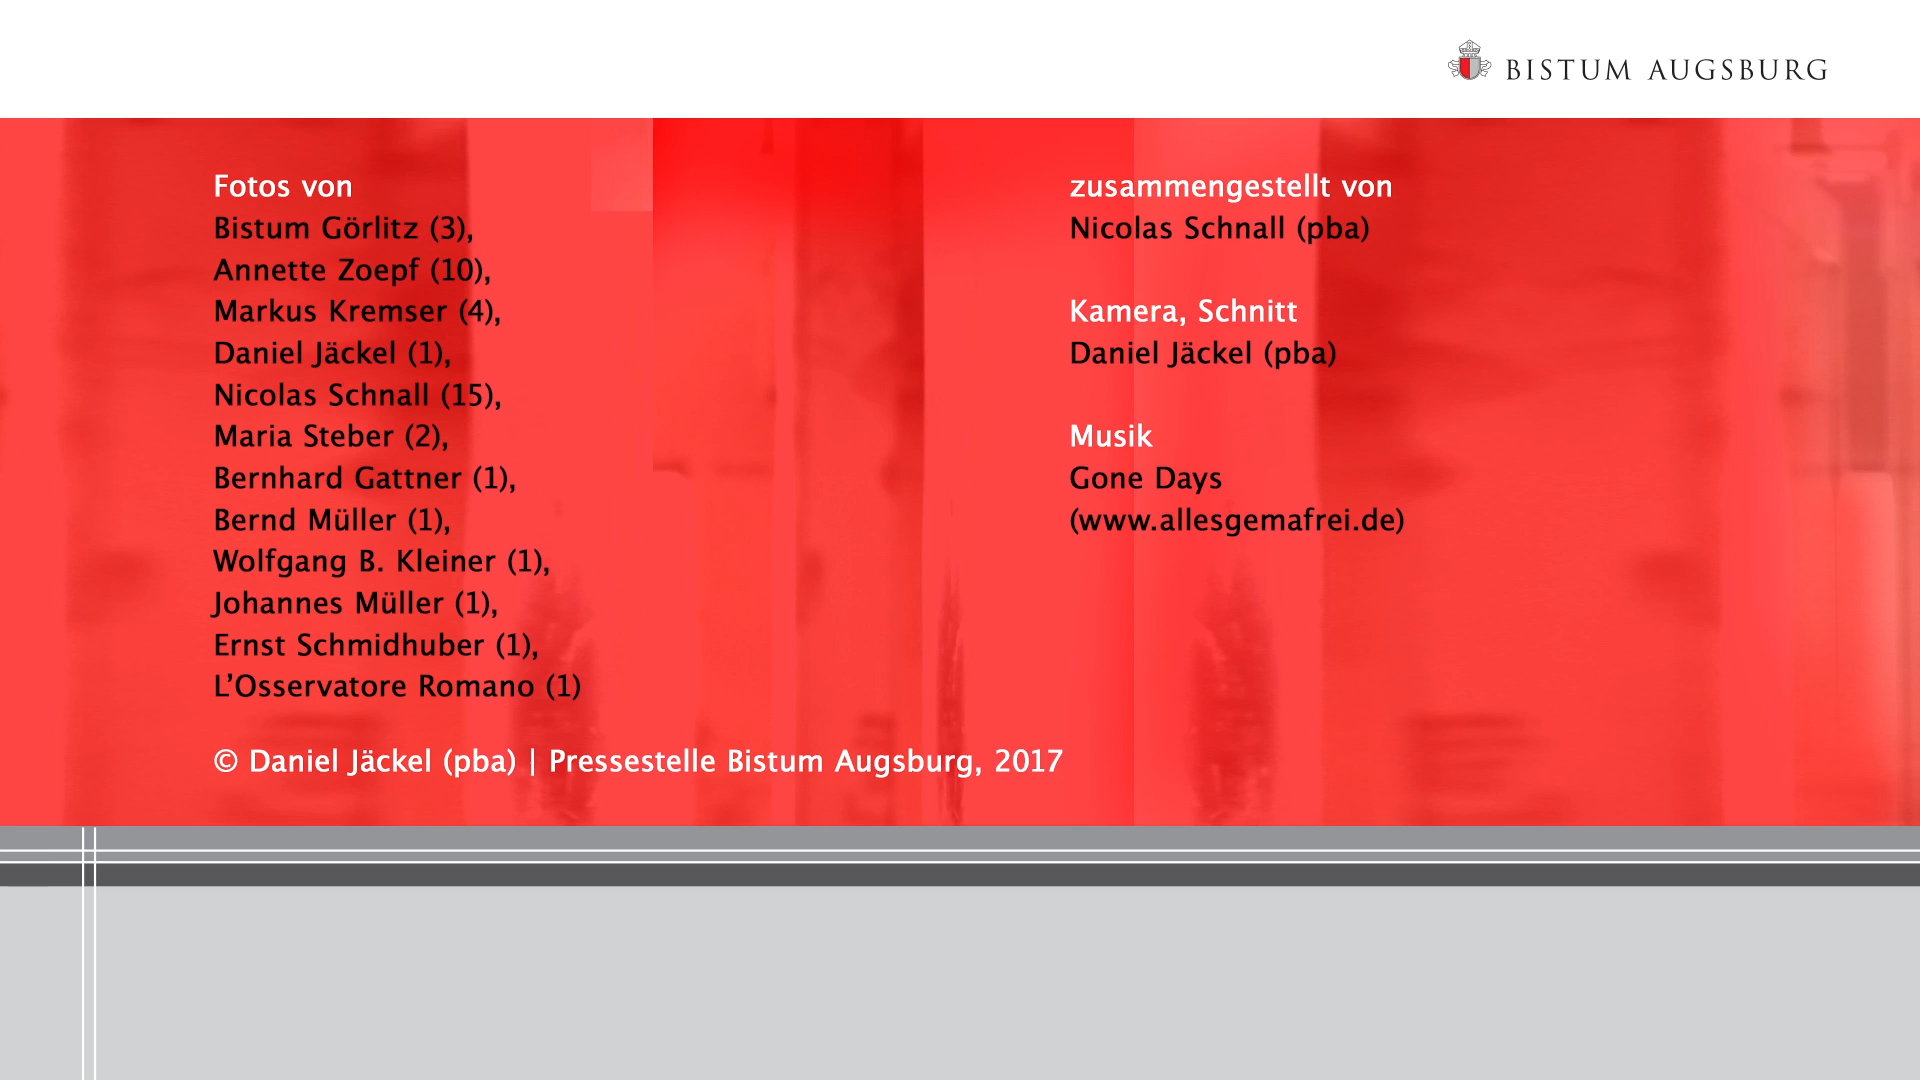 BISTUM AUGSBURG
Fotos von
Bistum Görlitz (3),
Annette Zoepf (10),
Markus Kremser (4),
Daniel Jäckel (1),
Nicolas Schnall (15),
Maria Steber (2),
Bernhard Gattner (1),
Bernd Müller (1),
Wolfgang B. Kleiner (1),
Johannes Müller (1),
Ernst Schmidhuber (1),
L’Osservatore Romano (1)
zusammengestellt von
Nicolas Schnall (pba)
Kamera, Schnitt
Daniel Jäckel (pba)
Musik
Gone Days
(www.allesgemafrei.de)
© Daniel Jäckel (pba) | Pressestelle Bistum Augsburg, 2017